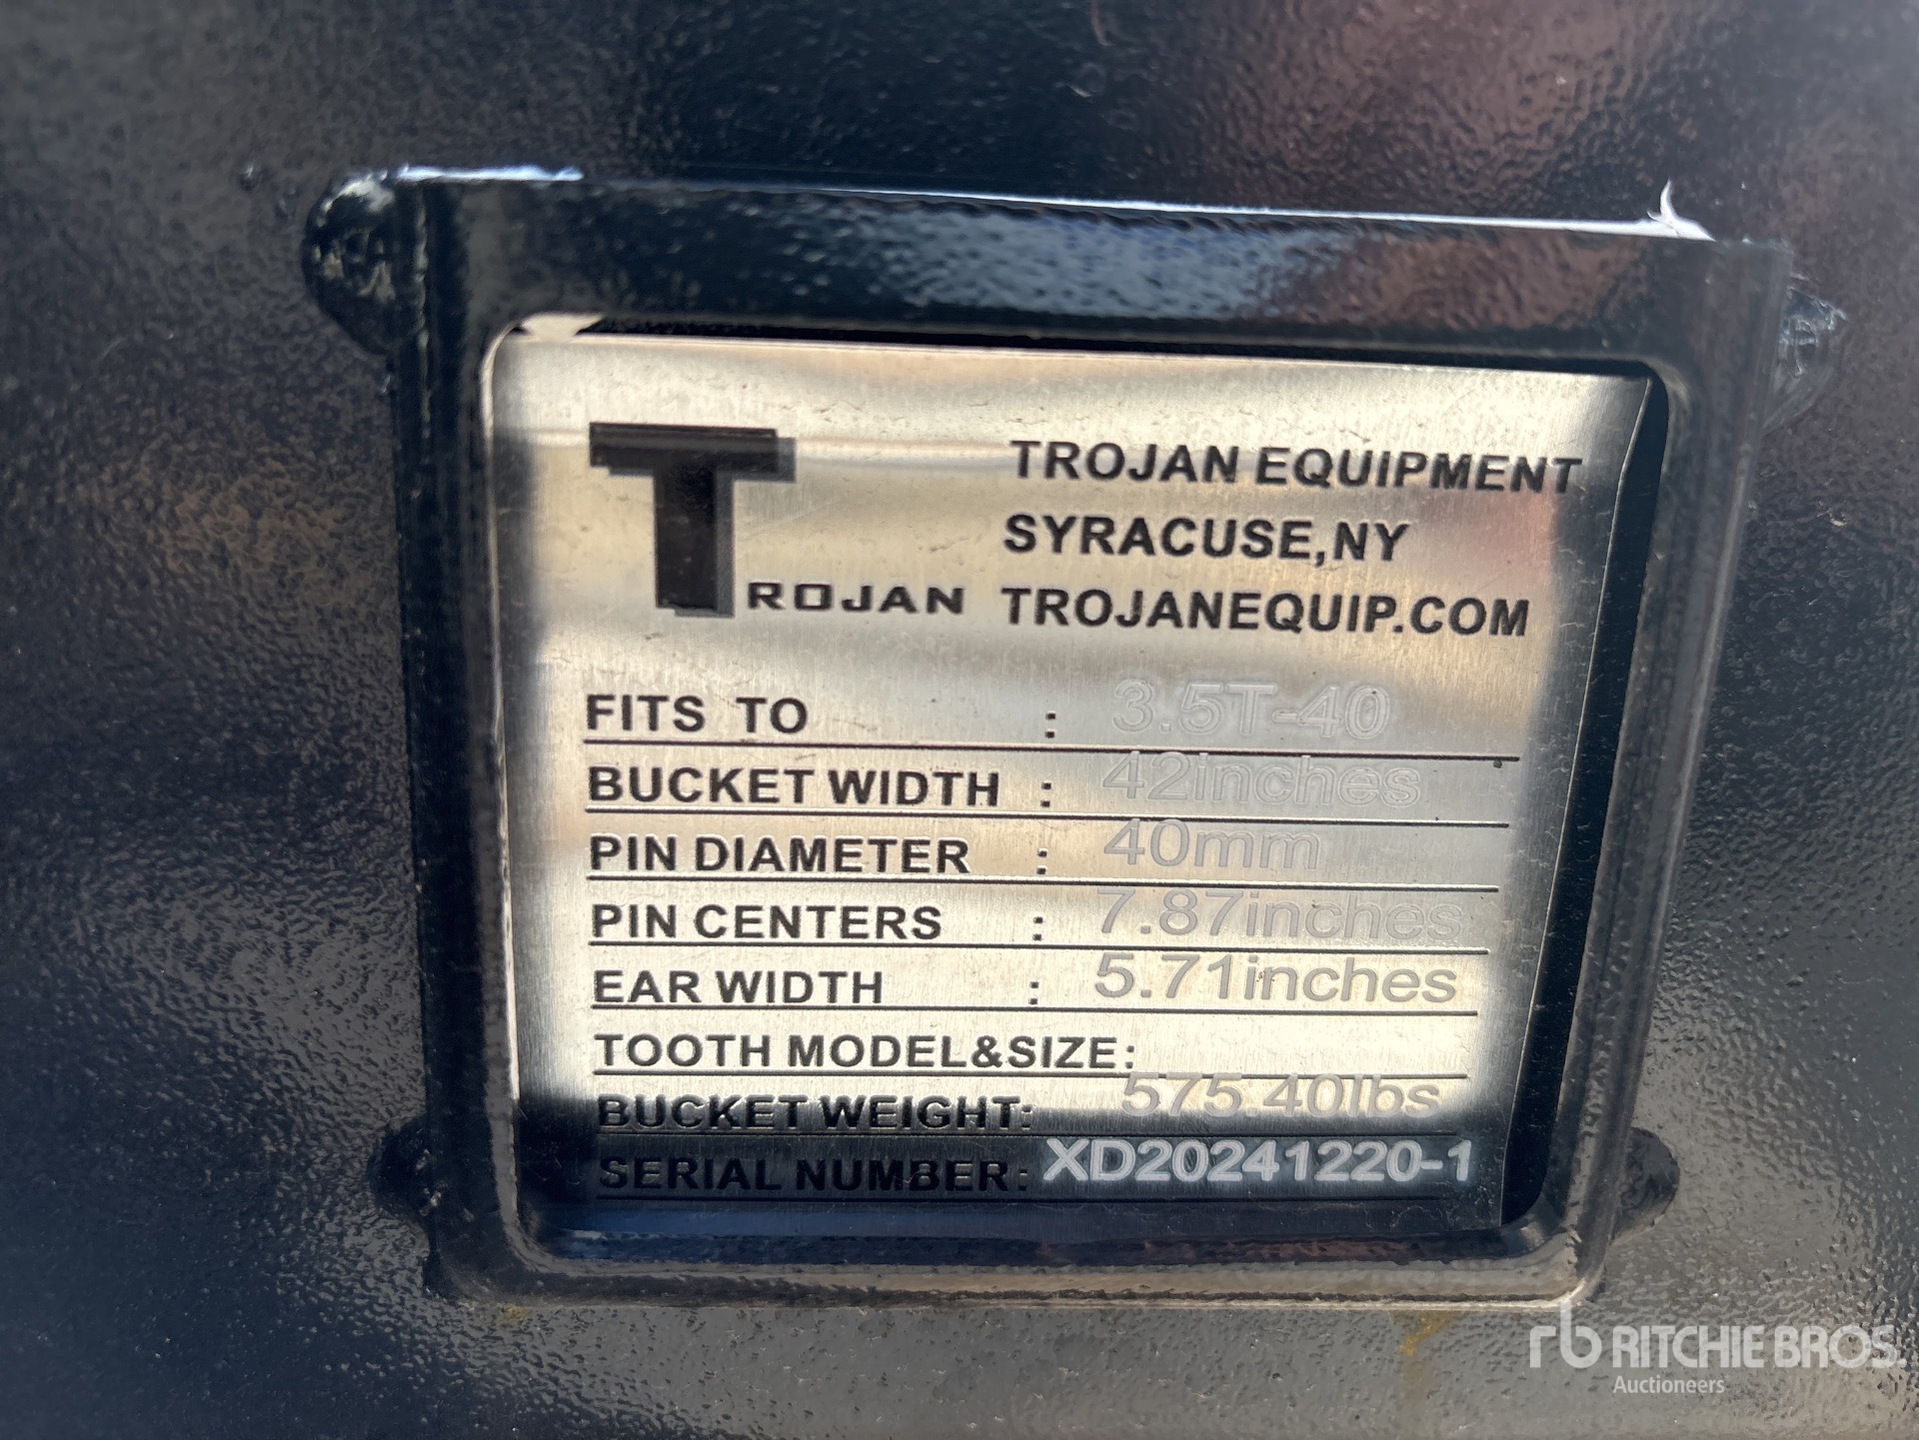 TROJAN
TROJAN EQUIPMENT
SYRACUSE,NY
TROJANEQUIP.COM
FITS TO : 3.5T-40
BUCKET WIDTH : 42inches
PIN DIAMETER : 40mm
PIN CENTERS : 7.87inches
EAR WIDTH : 5.71inches
TOOTH MODEL&SIZE:
BUCKET WEIGHT: 575.40lbs
SERIAL NUMBER: XD20241220-1
rb RITCHIE BROS.
Auctioneers